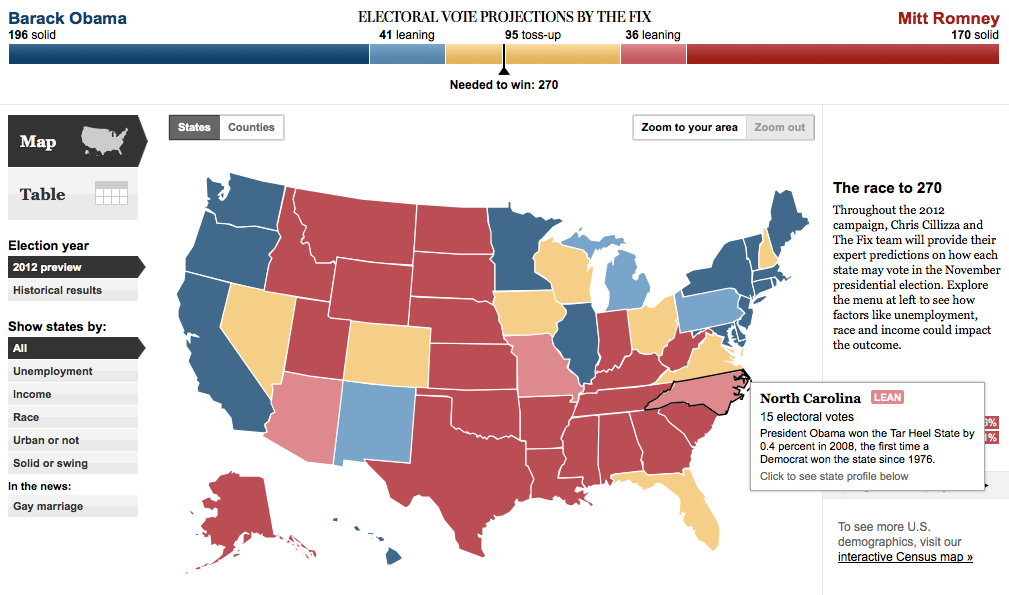 Barack Obama
ELECTORAL VOTE PROJECTIONS BY THE FIX
Mitt Romney
196 solid
41 leaning
95 toss-up
36 leaning
170 solid
Needed to win: 270
Map
Table
States
Counties
Zoom to your area
Zoom out
Election year
2012 preview
Historical results
Show states by:
All
Unemployment
Income
Race
Urban or not
Solid or swing
In the news:
Gay marriage
The race to 270
Throughout the 2012
campaign, Chris Cillizza and
The Fix team will provide their
expert predictions on how each
state may vote in the November
presidential election. Explore
the menu at left to see how
factors like unemployment,
race and income could impact
the outcome.
North Carolina LEAN
15 electoral votes
President Obama won the Tar Heel State by
0.4 percent in 2008, the first time a
Democrat won the state since 1976.
Click to see state profile below
To see more U.S.
demographics, visit our
interactive Census map »